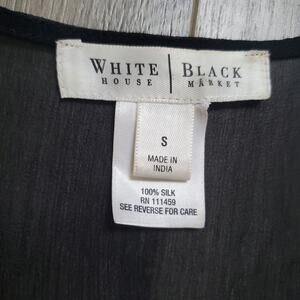 WHITE | BLACK
HOUSE | MARKET
S
MADE IN
INDIA
100% SILK
RN 111459
SEE REVERSE FOR CARE